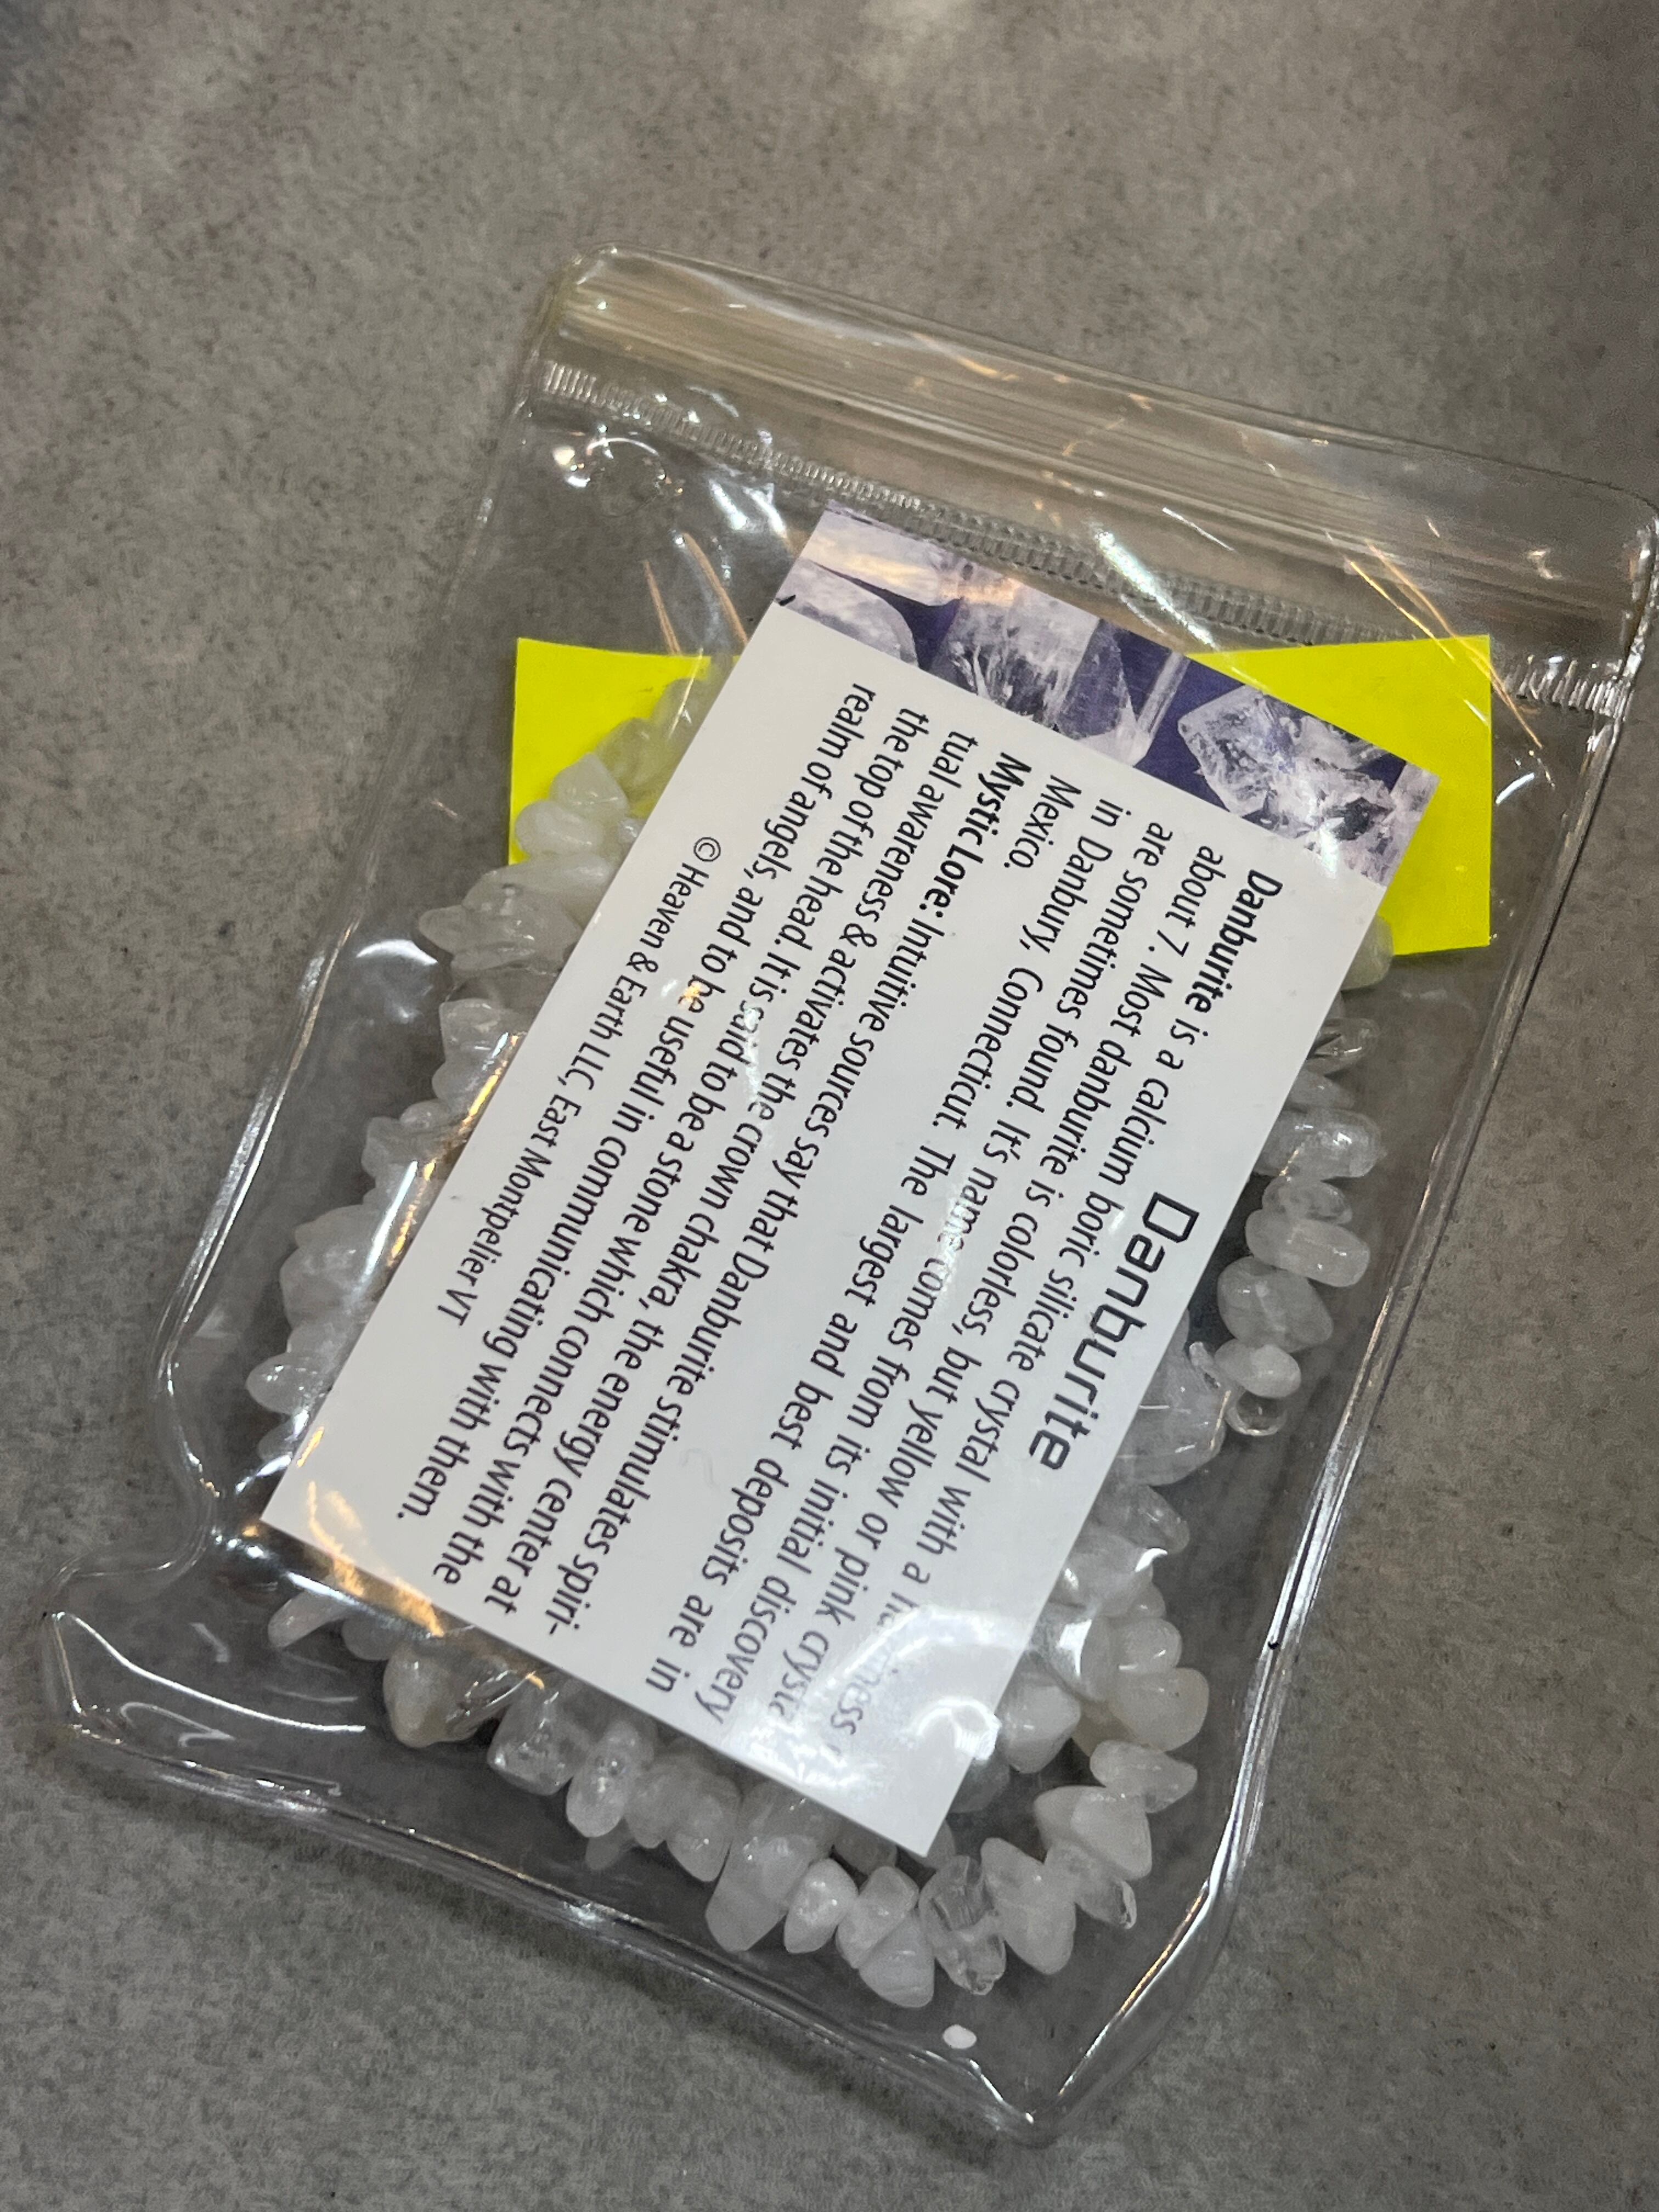 Danburite
Danburite is a calcium boric silicate crystal with a hardness
about 7. Most danburite is colorless, but yellow or pink
are sometimes found. It's name comes from its initial discovery
in Danbury, Connecticut. The largest and best deposits are in
Mexico.
Mystic Lore: Intuitive sources say that Danburite stimulates spiri-
tual awareness & activates the crown chakra, the energy center at
the top of the head. It is said to be a stone which connects with the
realm of angels, and to be useful in communicating with them.
© Heaven & Earth LLC, East Montpelier VT